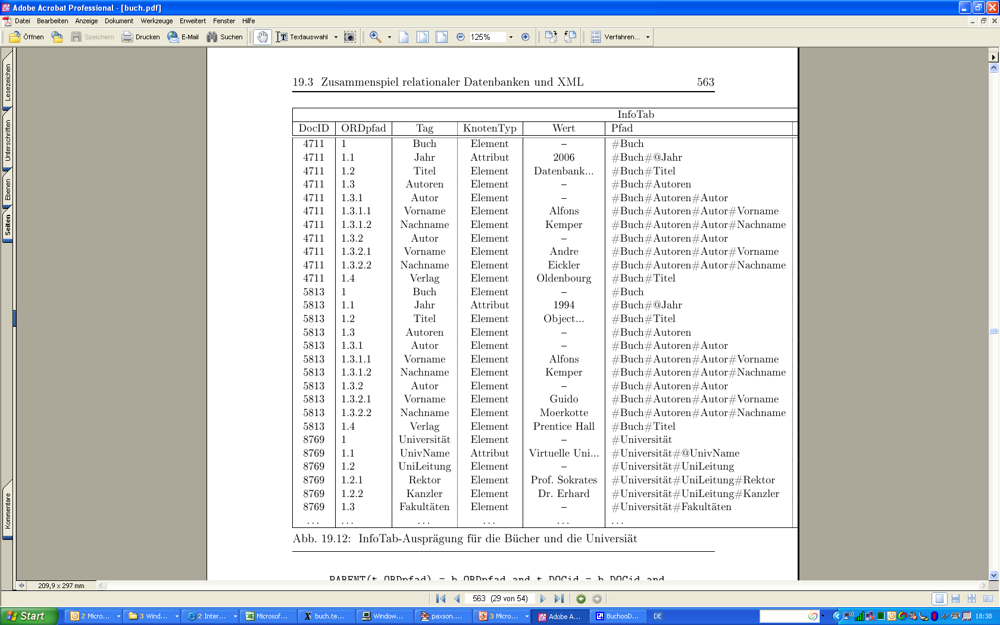 Adobe Acrobat Professional - [buch.pdf]
Datei Bearbeiten Anzeige Dokument Werkzeuge Erweitert Fenster Hilfe
Öffnen Speichern Drucken E-Mail Suchen Textauswahl 125% Verfahren...
Lesezeichen
Unterschriften
Ebenen
Seiten
Kommentare
19.3 Zusammenspiel relationaler Datenbanken und XML 563
InfoTab
DocID ORDpfad Tag KnotenTyp Wert Pfad
4711 1 Buch Element – #Buch
4711 1.1 Jahr Attribut 2006 #Buch#@Jahr
4711 1.2 Titel Element Datenbank... #Buch#Titel
4711 1.3 Autoren Element – #Buch#Autoren
4711 1.3.1 Autor Element – #Buch#Autoren#Autor
4711 1.3.1.1 Vorname Element Alfons #Buch#Autoren#Autor#Vorname
4711 1.3.1.2 Nachname Element Kemper #Buch#Autoren#Autor#Nachname
4711 1.3.2 Autor Element – #Buch#Autoren#Autor
4711 1.3.2.1 Vorname Element Andre #Buch#Autoren#Autor#Vorname
4711 1.3.2.2 Nachname Element Eickler #Buch#Autoren#Autor#Nachname
4711 1.4 Verlag Element Oldenbourg #Buch#Titel
5813 1 Buch Element – #Buch
5813 1.1 Jahr Attribut 1994 #Buch#@Jahr
5813 1.2 Titel Element Object... #Buch#Titel
5813 1.3 Autoren Element – #Buch#Autoren
5813 1.3.1 Autor Element – #Buch#Autoren#Autor
5813 1.3.1.1 Vorname Element Alfons #Buch#Autoren#Autor#Vorname
5813 1.3.1.2 Nachname Element Kemper #Buch#Autoren#Autor#Nachname
5813 1.3.2 Autor Element – #Buch#Autoren#Autor
5813 1.3.2.1 Vorname Element Guido #Buch#Autoren#Autor#Vorname
5813 1.3.2.2 Nachname Element Moerkotte #Buch#Autoren#Autor#Nachname
5813 1.4 Verlag Element Prentice Hall #Buch#Titel
8769 1 Universität Element – #Universität
8769 1.1 UnivName Attribut Virtuelle Uni... #Universität#@UnivName
8769 1.2 UniLeitung Element – #Universität#UniLeitung
8769 1.2.1 Rektor Element Prof. Sokrates #Universität#UniLeitung#Rektor
8769 1.2.2 Kanzler Element Dr. Erhard #Universität#UniLeitung#Kanzler
8769 1.3 Fakultäten Element – #Universität#Fakultäten
... ... ... ... ... ...
Abb. 19.12: InfoTab-Ausprägung für die Bücher und die Universiät
PARENT(t.ORDpfad) = b.ORDpfad and t.DOCid = b.DOCid and
209,9 x 297 mm
563 (29 von 54)
Start 2 Micro... 3 Wind... 2 Inter... Microsof... buch.te... Window... paxson.... 3 Micro... Adobe A... BuchooD... DE 18:38